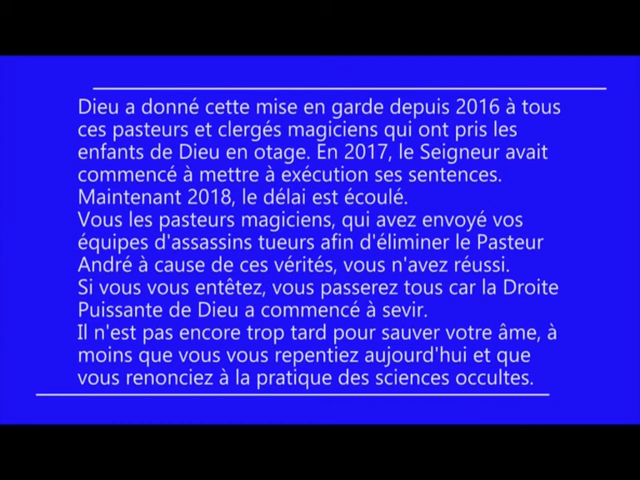 Dieu a donné cette mise en garde depuis 2016 à tous
ces pasteurs et clergés magiciens qui ont pris les
enfants de Dieu en otage. En 2017, le Seigneur avait
commencé à mettre à exécution ses sentences.
Maintenant 2018, le délai est écoulé.
Vous les pasteurs magiciens, qui avez envoyé vos
équipes d'assassins tueurs afin d'éliminer le Pasteur
André à cause de ces vérités, vous n'avez réussi.
Si vous vous entêtez, vous passerez tous car la Droite
Puissante de Dieu a commencé à sevir.
Il n'est pas encore trop tard pour sauver votre âme, à
moins que vous vous repentiez aujourd'hui et que
vous renonciez à la pratique des sciences occultes.